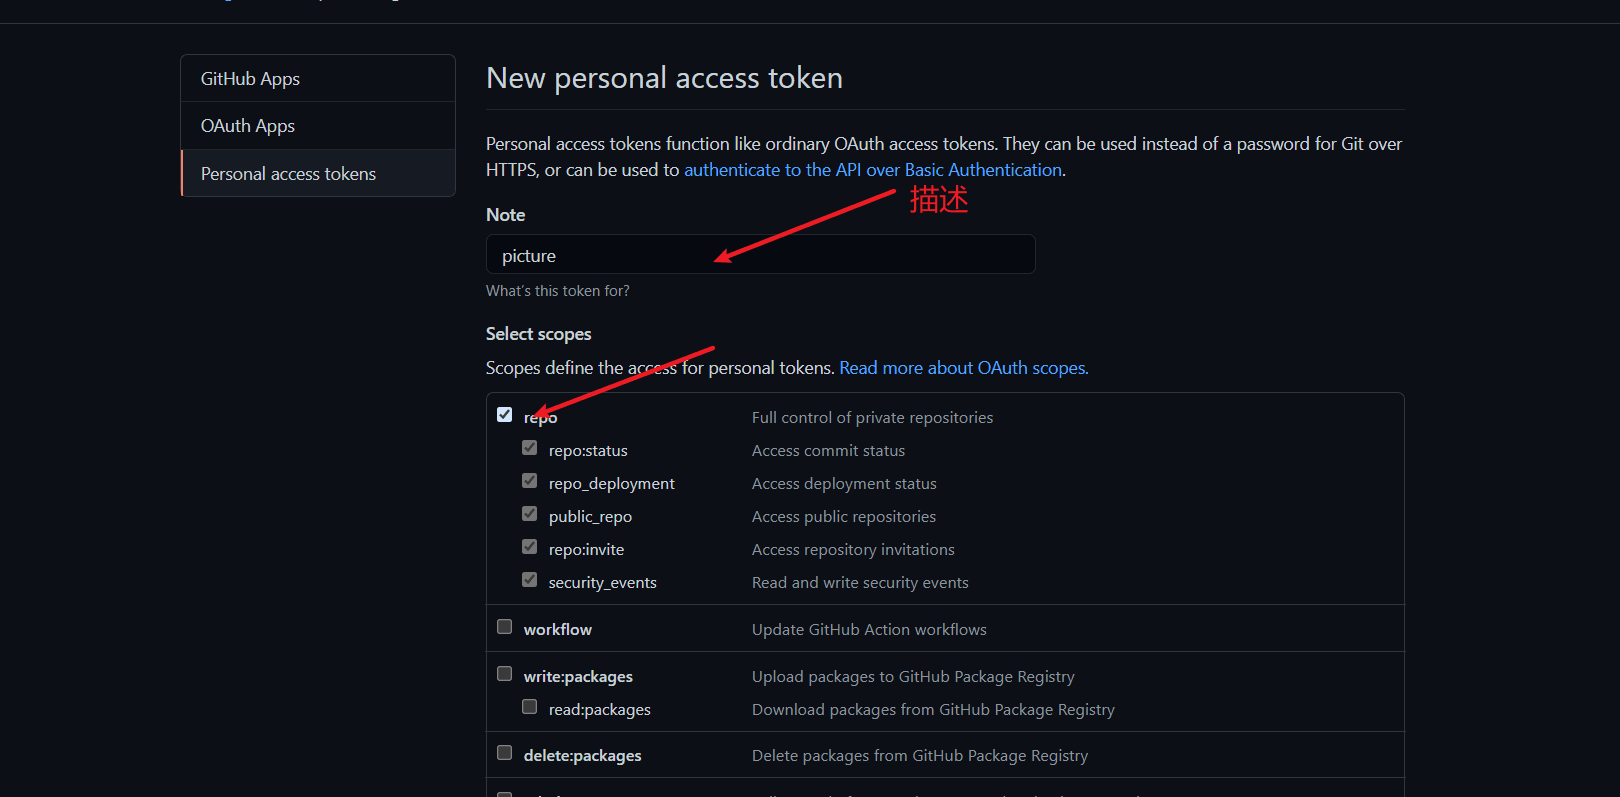 GitHub Apps
OAuth Apps
Personal access tokens
New personal access token
Personal access tokens function like ordinary OAuth access tokens. They can be used instead of a password for Git over
HTTPS, or can be used to authenticate to the API over Basic Authentication.
描述
Note
picture
What's this token for?
Select scopes
Scopes define the access for personal tokens. Read more about OAuth scopes.
repo Full control of private repositories
repo:status Access commit status
repo_deployment Access deployment status
public_repo Access public repositories
repo:invite Access repository invitations
security_events Read and write security events
workflow Update GitHub Action workflows
write:packages Upload packages to GitHub Package Registry
read:packages Download packages from GitHub Package Registry
delete:packages Delete packages from GitHub Package Registry